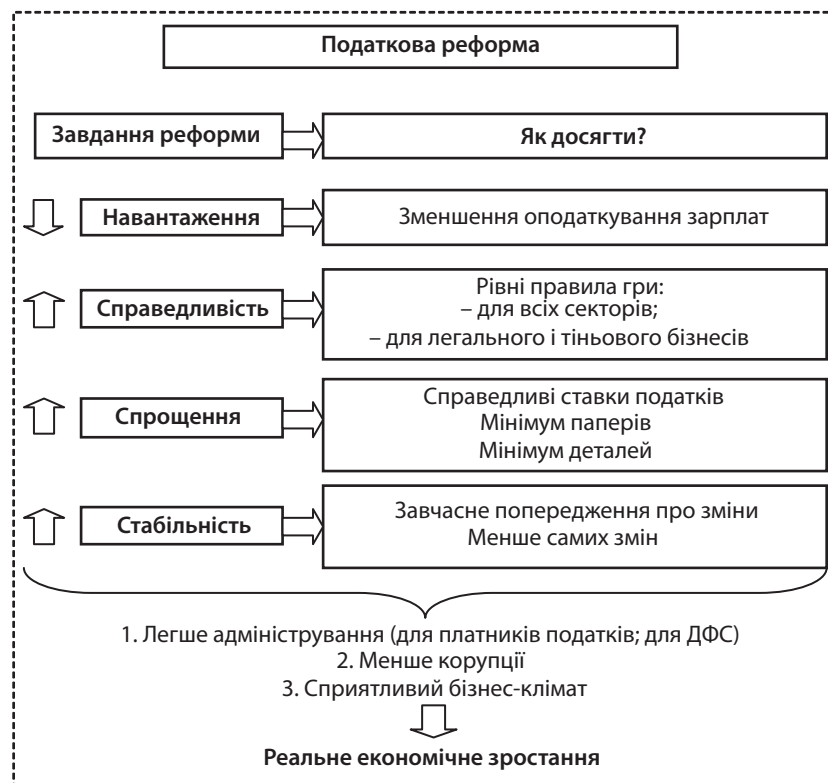 Податкова реформа
Завдання реформи
Як досягти?
Навантаження
Зменшення оподаткування зарплат
Справедливість
Рівні правила гри:
– для всіх секторів;
– для легального і тіньового бізнесів
Спрощення
Справедливі ставки податків
Мінімум паперів
Мінімум деталей
Стабільність
Завчасне попередження про зміни
Менше самих змін
1. Легше адміністрування (для платників податків; для ДФС)
2. Менше корупції
3. Сприятливий бізнес-клімат
Реальне економічне зростання